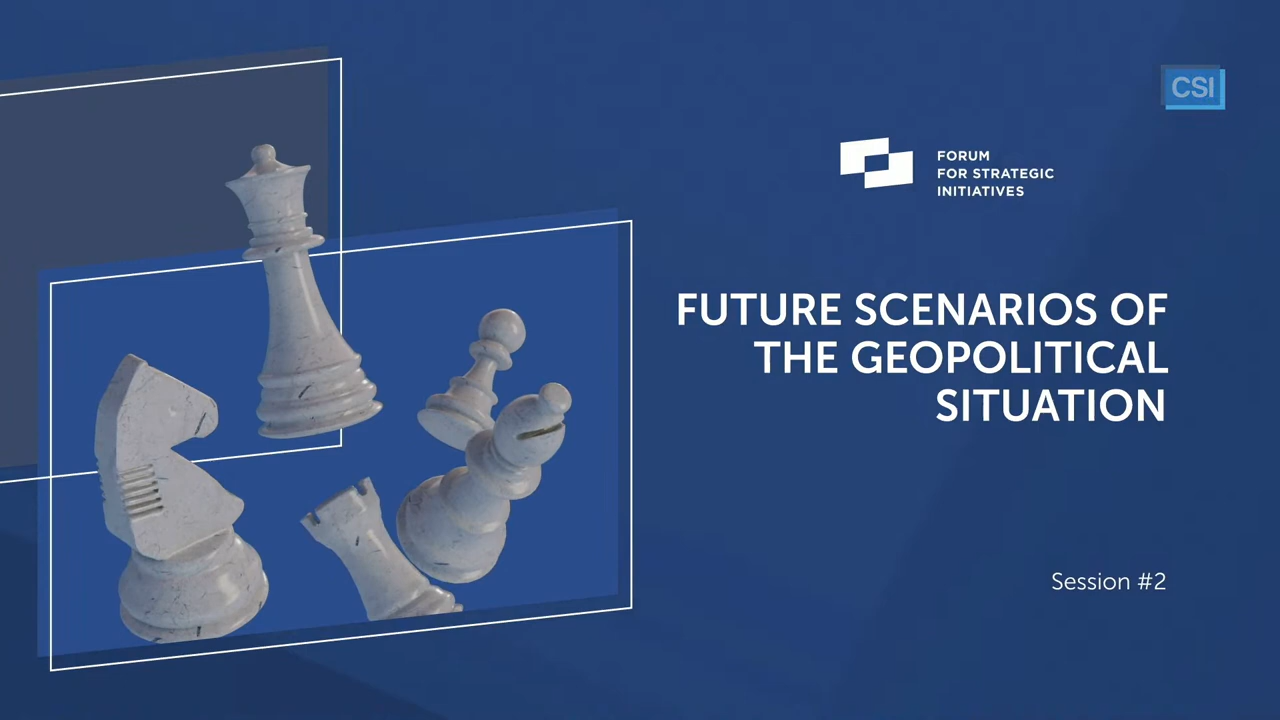 CSI
FORUM
FOR STRATEGIC
INITIATIVES
FUTURE SCENARIOS OF
THE GEOPOLITICAL
SITUATION
Session #2